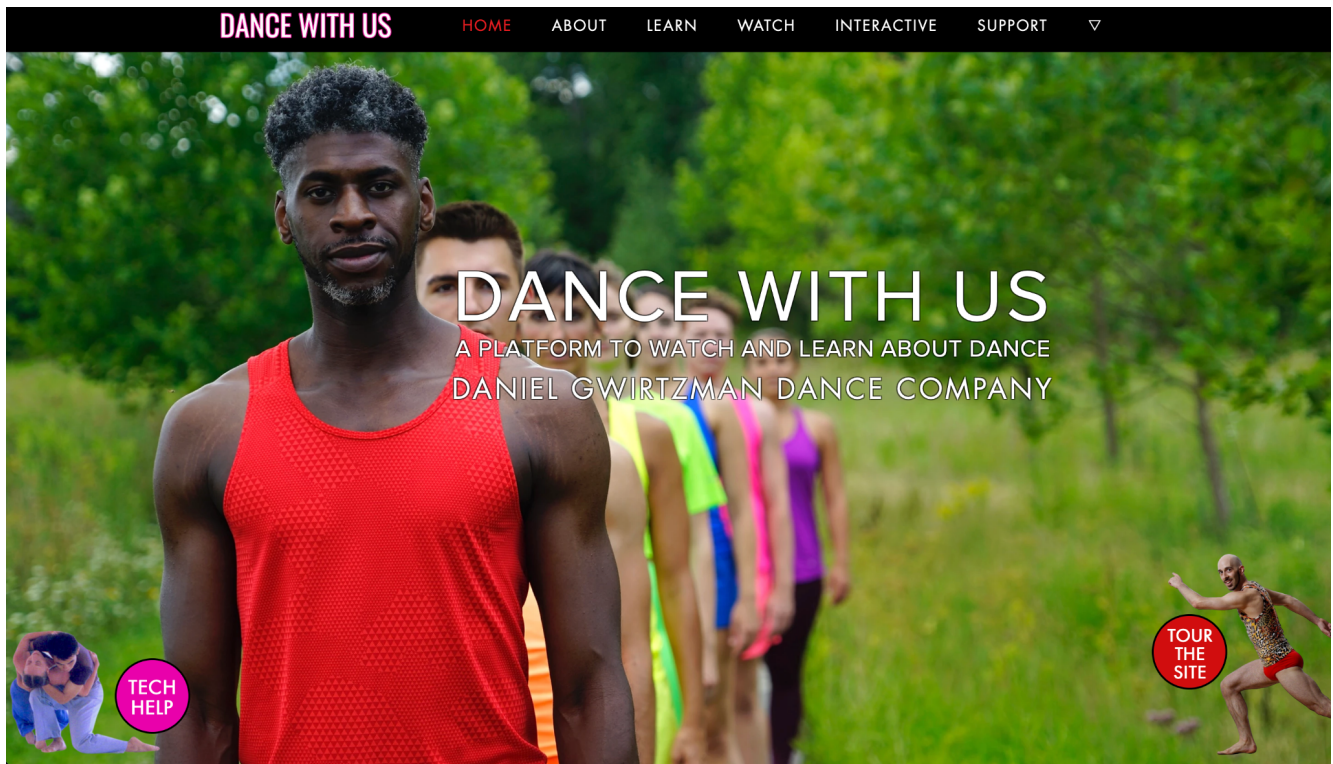 DANCE WITH US
HOME
ABOUT
LEARN
WATCH
INTERACTIVE
SUPPORT
DANCE WITH US
A PLATFORM TO WATCH AND LEARN ABOUT DANCE
DANIEL GWIRTZMAN DANCE COMPANY
TECH
HELP
TOUR
THE
SITE